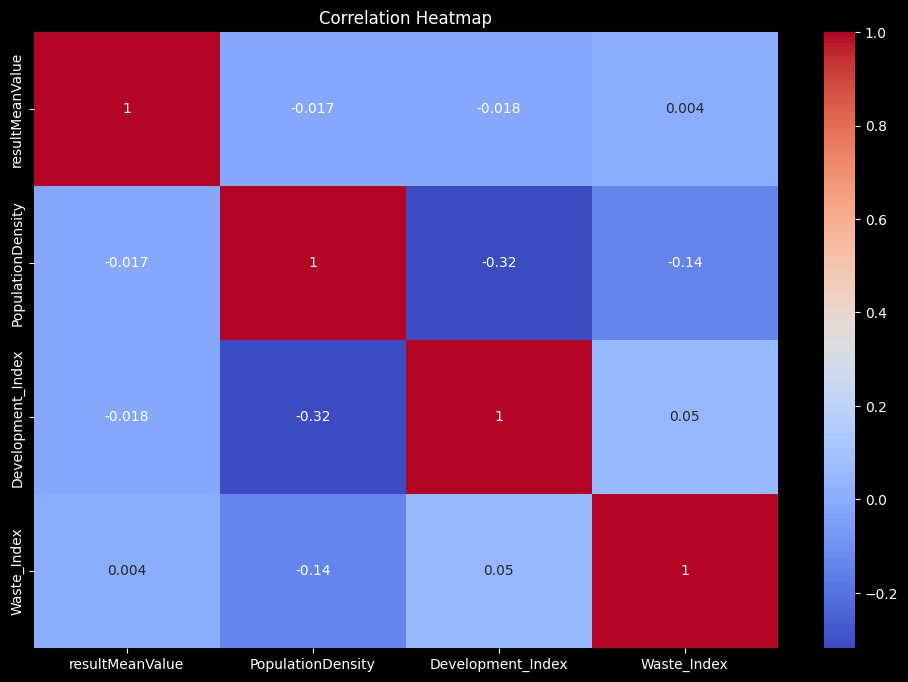 Correlation Heatmap
resultMeanValue
1
-0.017
-0.018
0.004
PopulationDensity
-0.017
1
-0.32
-0.14
Development_Index
-0.018
-0.32
1
0.05
Waste_Index
0.004
-0.14
0.05
1
resultMeanValue
PopulationDensity
Development_Index
Waste_Index
1.0
0.8
0.6
0.4
0.2
0.0
−0.2